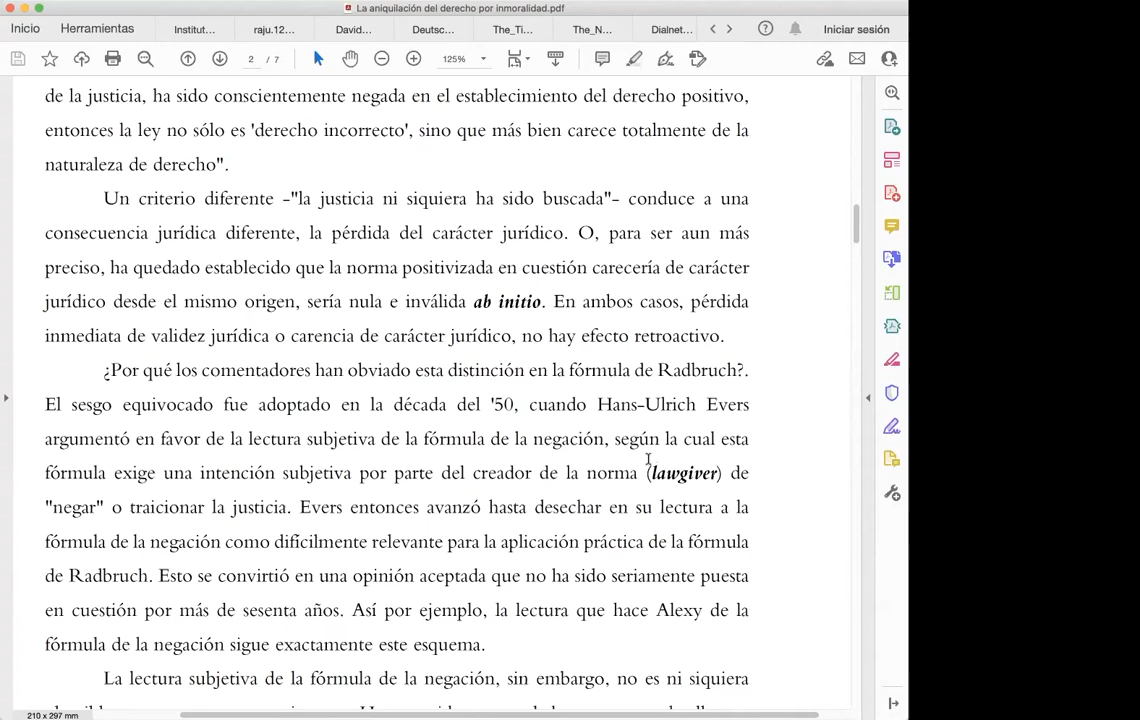 La aniquilación del derecho por inmoralidad.pdf
Inicio Herramientas Institut... raju.12... David... Deutsc... The_Ti... The_N... Dialnet... Iniciar sesión
2 / 7 125%
de la justicia, ha sido conscientemente negada en el establecimiento del derecho positivo,
entonces la ley no sólo es 'derecho incorrecto', sino que más bien carece totalmente de la
naturaleza de derecho".
Un criterio diferente -"la justicia ni siquiera ha sido buscada"- conduce a una
consecuencia jurídica diferente, la pérdida del carácter jurídico. O, para ser aun más
preciso, ha quedado establecido que la norma positivizada en cuestión carecería de carácter
jurídico desde el mismo origen, sería nula e inválida ab initio. En ambos casos, pérdida
inmediata de validez jurídica o carencia de carácter jurídico, no hay efecto retroactivo.
¿Por qué los comentadores han obviado esta distinción en la fórmula de Radbruch?.
El sesgo equivocado fue adoptado en la década del '50, cuando Hans-Ulrich Evers
argumentó en favor de la lectura subjetiva de la fórmula de la negación, según la cual esta
fórmula exige una intención subjetiva por parte del creador de la norma (lawgiver) de
"negar" o traicionar la justicia. Evers entonces avanzó hasta desechar en su lectura a la
fórmula de la negación como difícilmente relevante para la aplicación práctica de la fórmula
de Radbruch. Esto se convirtió en una opinión aceptada que no ha sido seriamente puesta
en cuestión por más de sesenta años. Así por ejemplo, la lectura que hace Alexy de la
fórmula de la negación sigue exactamente este esquema.
La lectura subjetiva de la fórmula de la negación, sin embargo, no es ni siquiera
210 x 297 mm